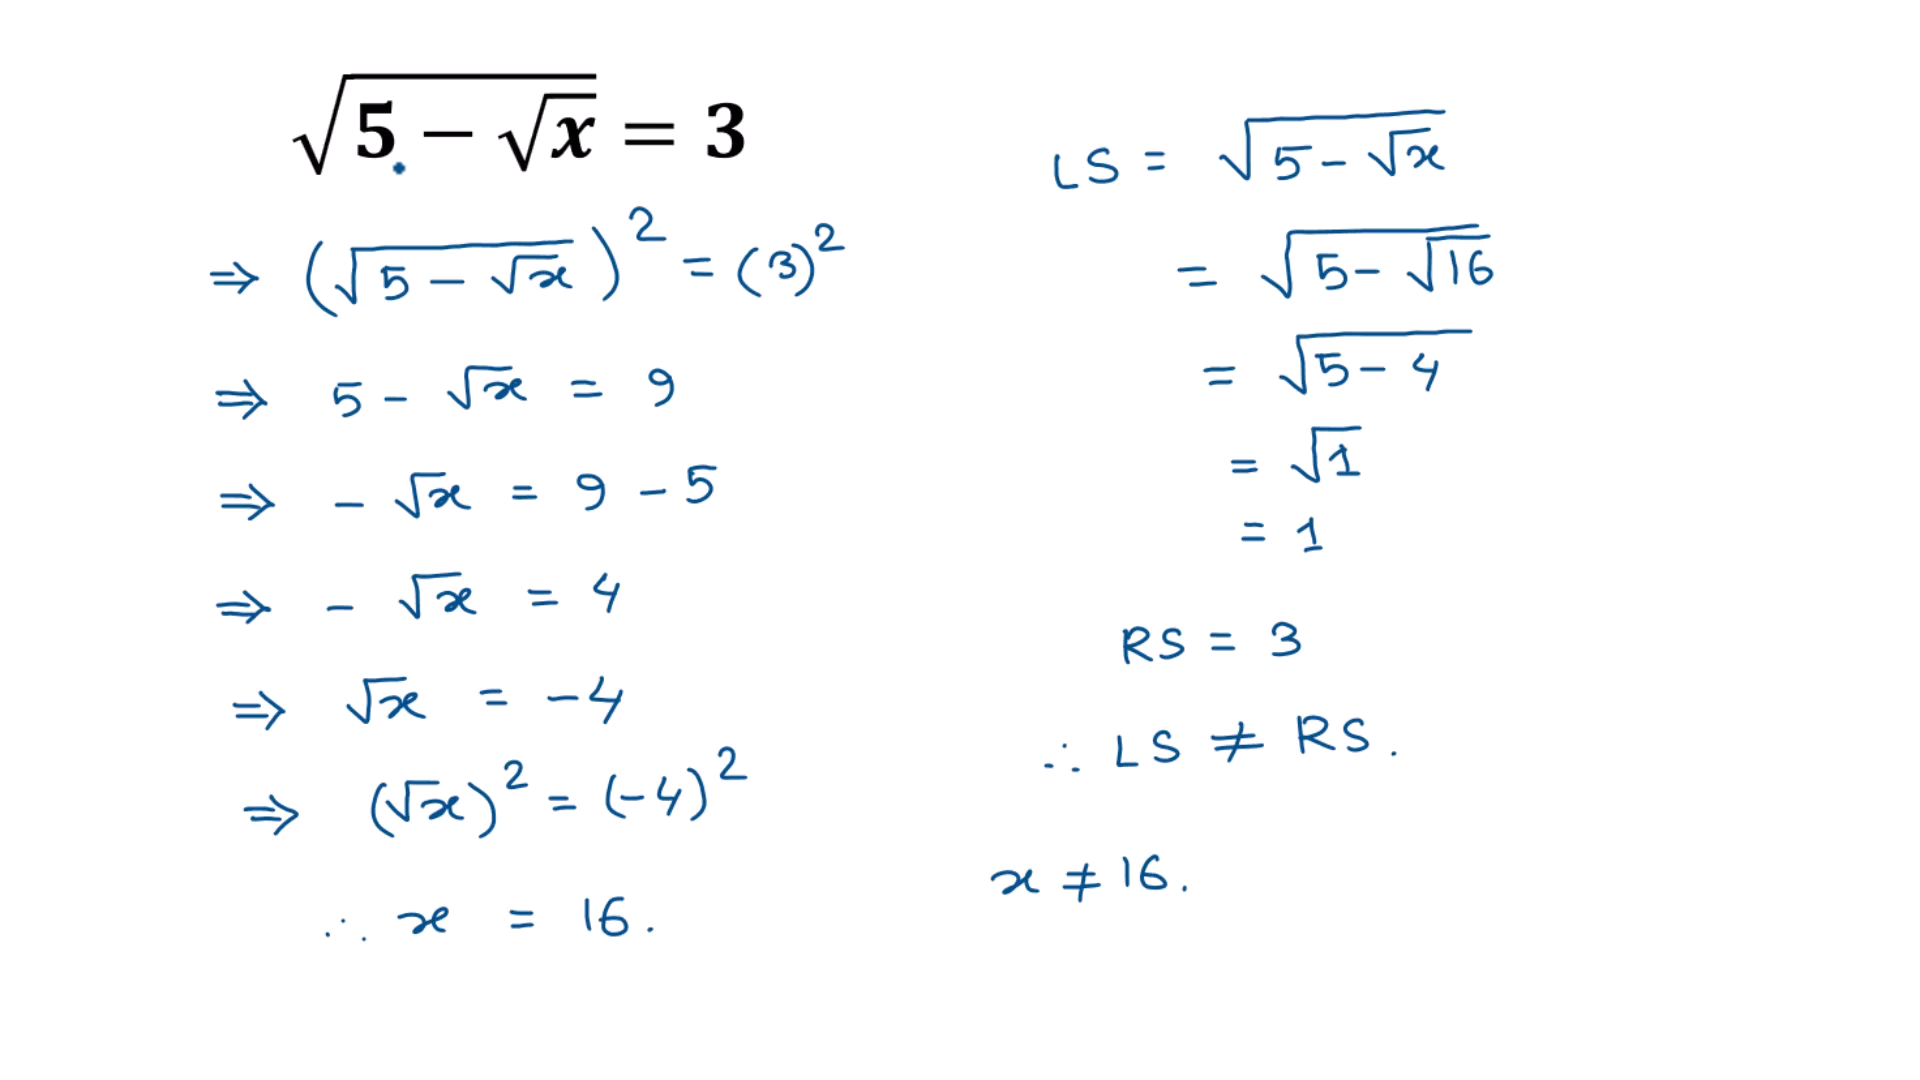 √(5 − √x) = 3
⇒ (√(5 − √x))² = (3)²
⇒ 5 − √x = 9
⇒ − √x = 9 − 5
⇒ − √x = 4
⇒ √x = −4
⇒ (√x)² = (−4)²
∴ x = 16.
LS = √(5 − √x)
= √(5 − √16)
= √(5 − 4)
= √1
= 1
RS = 3
∴ LS ≠ RS.
x ≠ 16.